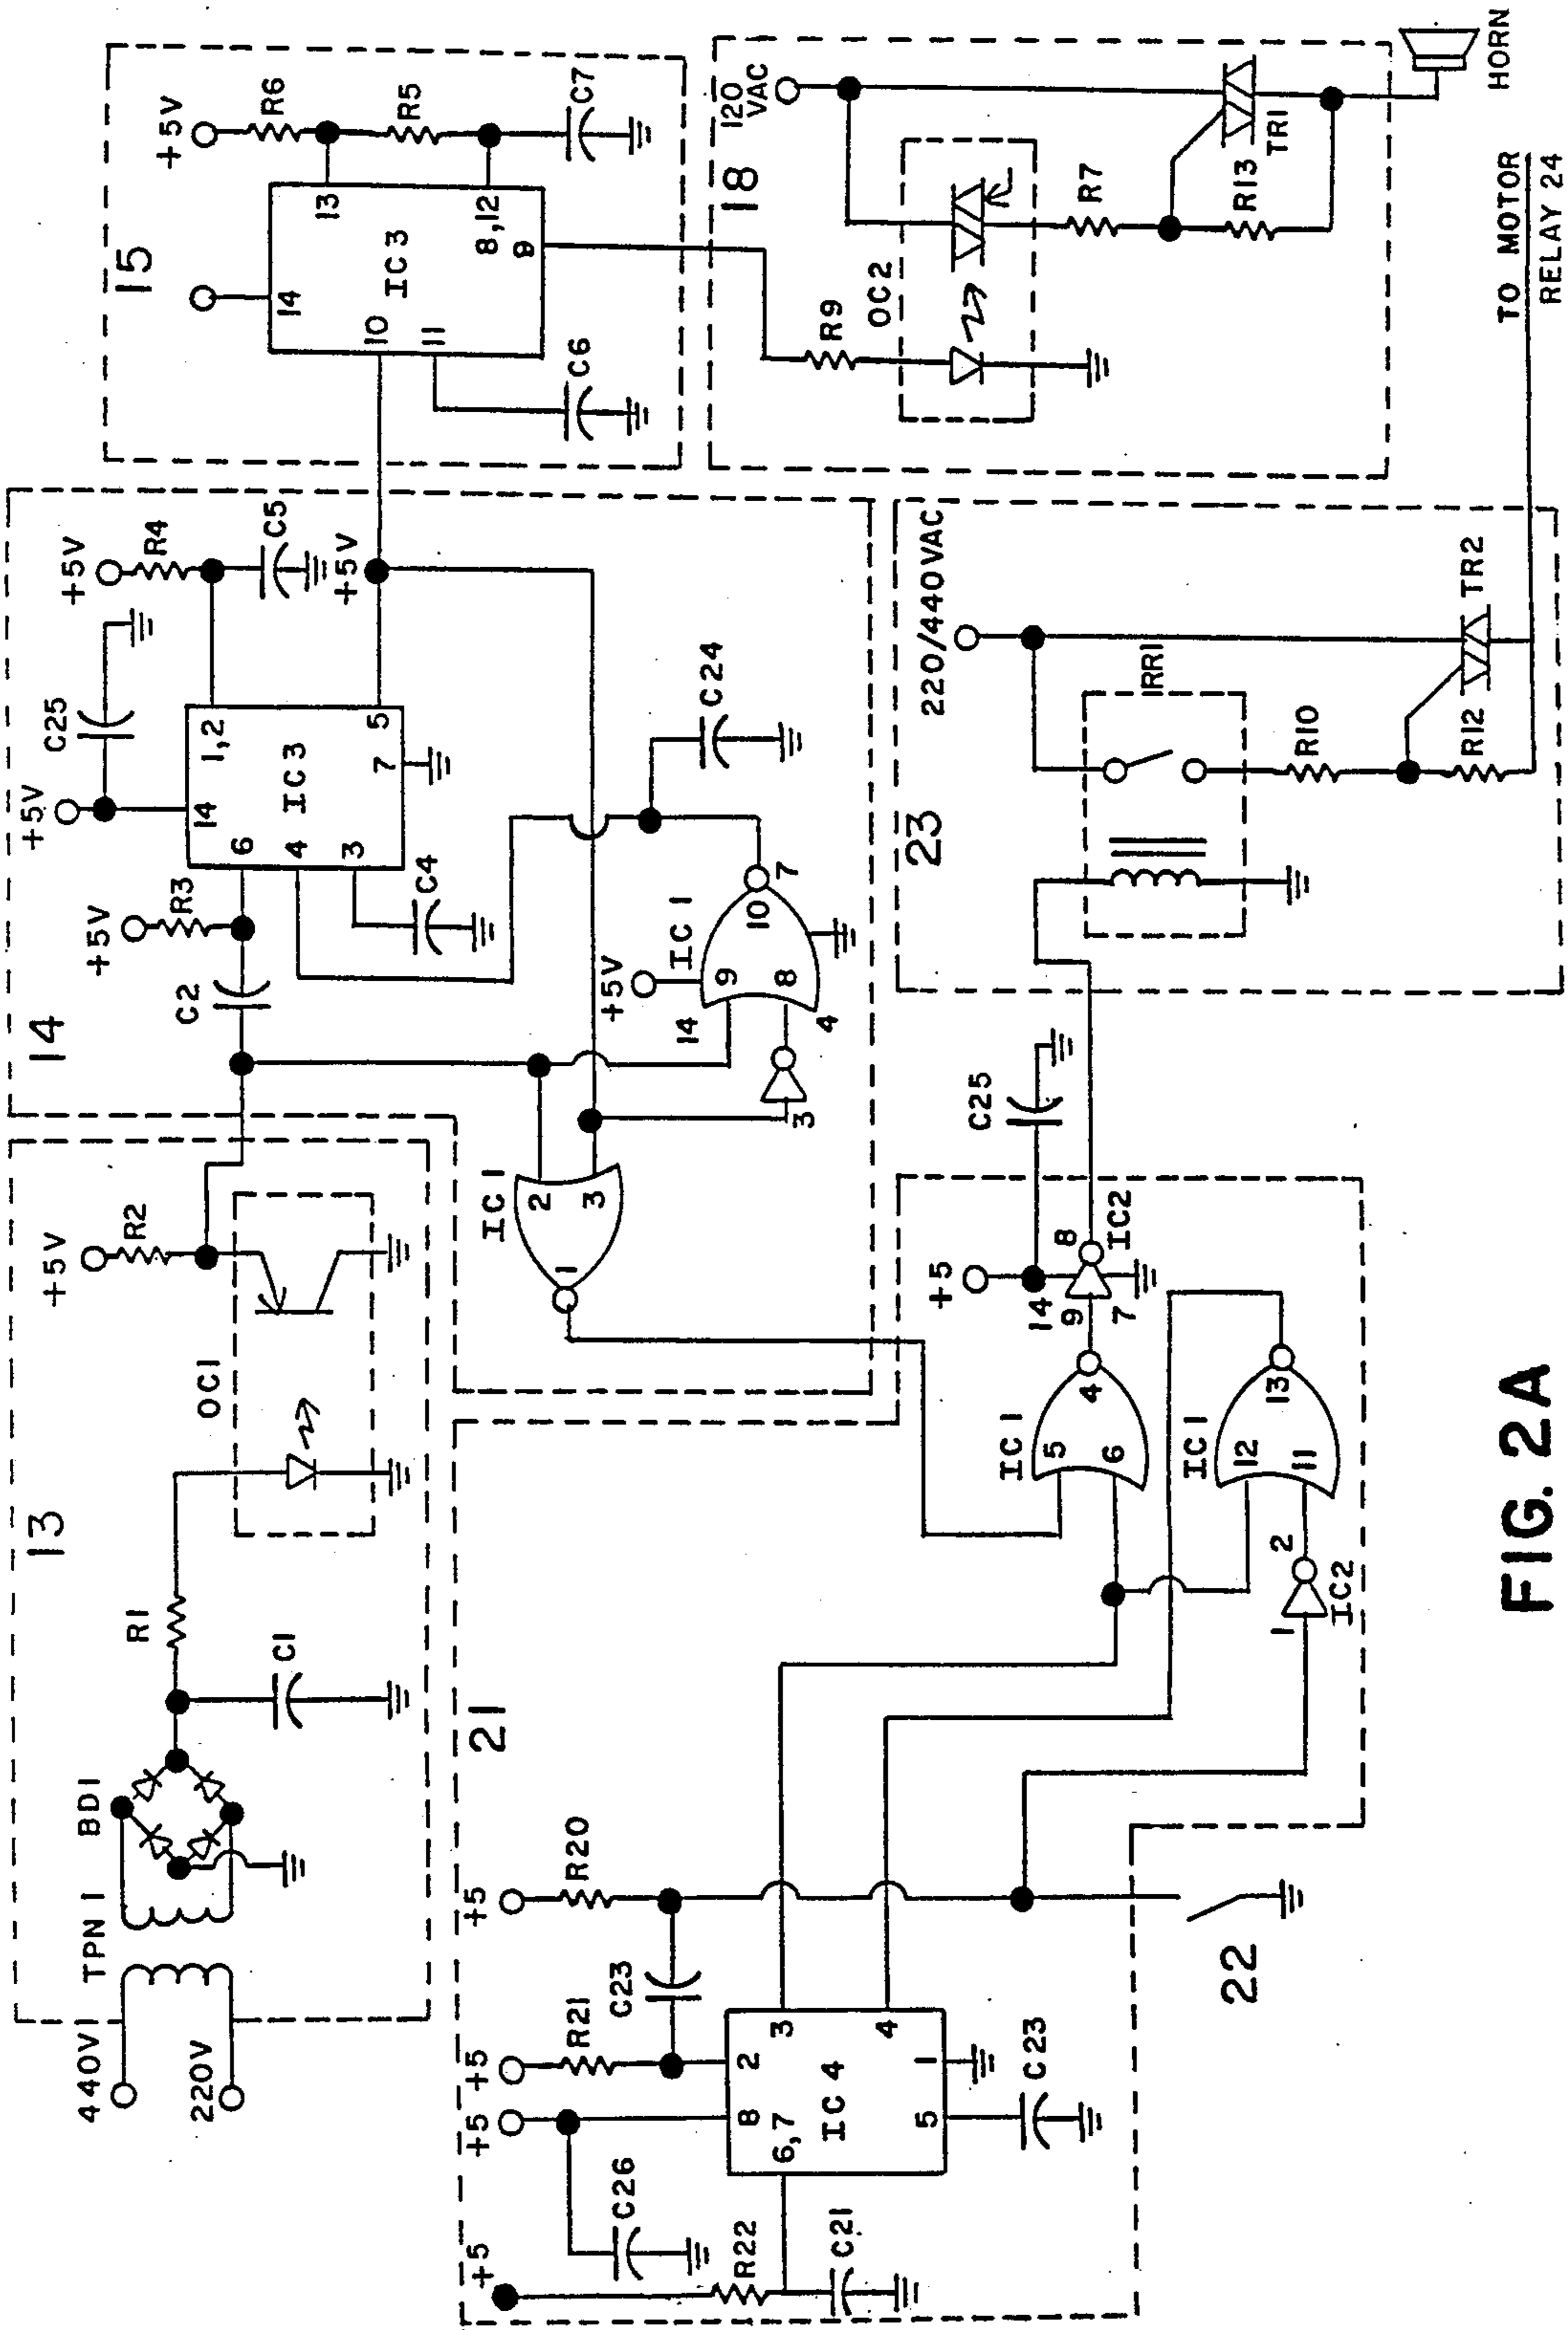 13
440V
220V
TPN 1
BD1
R1
C1
OC1
+5V
R2
14
C2
+5V
R3
+5V
C25
+5V
R4
C5
14
1,2
6
IC3
4
3
7
5
C4
+5V
C24
IC1
2
3
1
14
+5V
IC1
9
8
10
7
4
3
15
+5V
R6
R5
C7
14
13
IC3
10
11
8,12
9
C6
18
120
VAC
R9
OC2
R7
R13
TR1
HORN
21
+5
R22
C21
+5
C26
+5
R21
C23
+5
R20
8
2
6,7
IC4
3
4
5
1
C23
22
IC1
5
6
4
IC1
12
11
13
1
2
IC2
+5
14
9
7
8
IC2
C25
23
220/440VAC
IRR1
R10
R12
TR2
TO MOTOR
RELAY 24
FIG. 2A